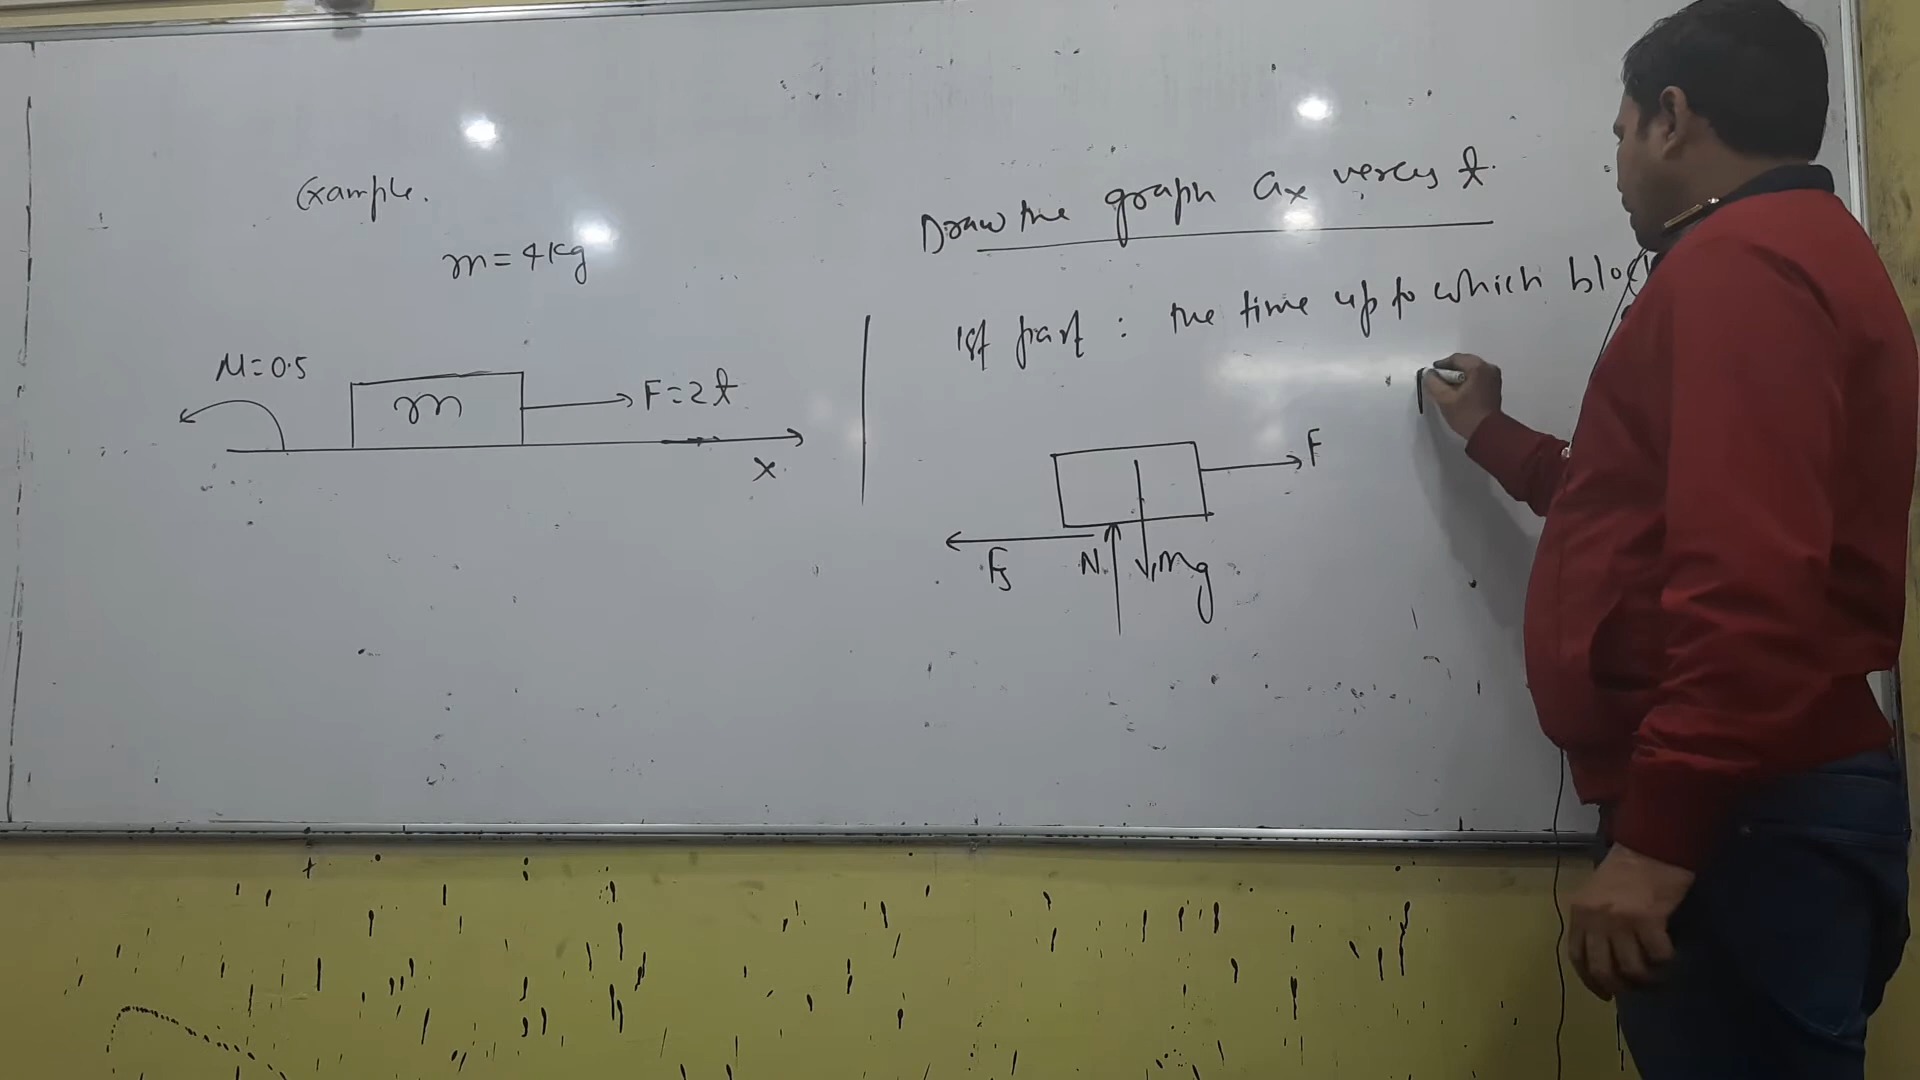 Example.
m = 4kg
M = 0.5
m
F = 2t
x.
Draw the graph ax versus t.
1st part : the time up to which block
F
Fs
N
mg